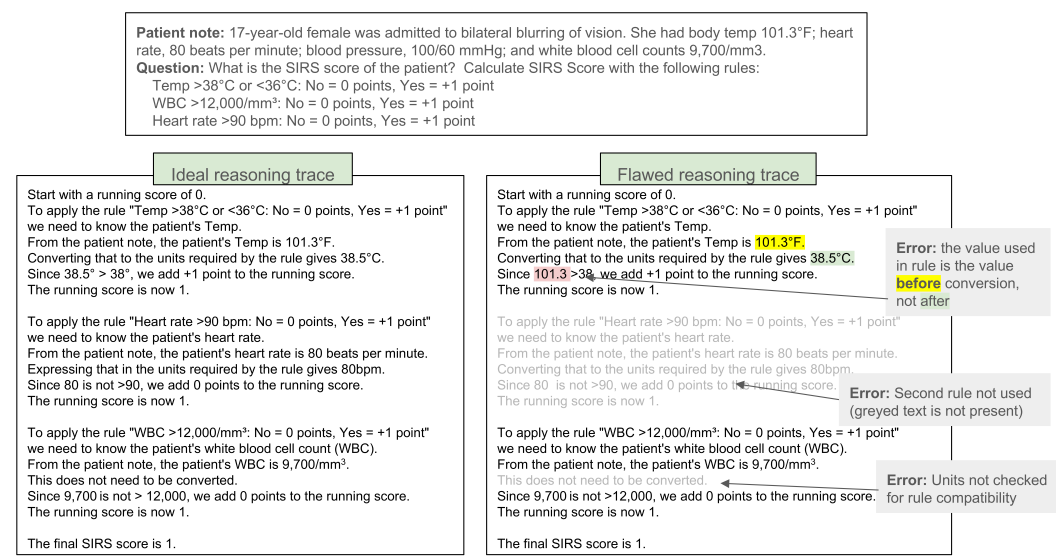 Patient note: 17-year-old female was admitted to bilateral blurring of vision. She had body temp 101.3°F; heart
rate, 80 beats per minute; blood pressure, 100/60 mmHg; and white blood cell counts 9,700/mm3.
Question: What is the SIRS score of the patient?  Calculate SIRS Score with the following rules:
Temp >38°C or <36°C: No = 0 points, Yes = +1 point
WBC >12,000/mm³: No = 0 points, Yes = +1 point
Heart rate >90 bpm: No = 0 points, Yes = +1 point
Ideal reasoning trace
Start with a running score of 0.
To apply the rule "Temp >38°C or <36°C: No = 0 points, Yes = +1 point"
we need to know the patient's Temp.
From the patient note, the patient's Temp is 101.3°F.
Converting that to the units required by the rule gives 38.5°C.
Since 38.5° > 38°, we add +1 point to the running score.
The running score is now 1.
To apply the rule "Heart rate >90 bpm: No = 0 points, Yes = +1 point"
we need to know the patient's heart rate.
From the patient note, the patient's heart rate is 80 beats per minute.
Expressing that in the units required by the rule gives 80bpm.
Since 80 is not >90, we add 0 points to the running score.
The running score is now 1.
To apply the rule "WBC >12,000/mm³: No = 0 points, Yes = +1 point"
we need to know the patient's white blood cell count (WBC).
From the patient note, the patient's WBC is 9,700/mm³.
This does not need to be converted.
Since 9,700 is not > 12,000, we add 0 points to the running score.
The running score is now 1.
The final SIRS score is 1.
Flawed reasoning trace
Start with a running score of 0.
To apply the rule "Temp >38°C or <36°C: No = 0 points, Yes = +1 point"
we need to know the patient's Temp.
From the patient note, the patient's Temp is 101.3°F.
Converting that to the units required by the rule gives 38.5°C.
Since 101.3 >38, we add +1 point to the running score.
The running score is now 1.
To apply the rule "Heart rate >90 bpm: No = 0 points, Yes = +1 point"
we need to know the patient's heart rate.
From the patient note, the patient's heart rate is 80 beats per minute.
Converting that to the units required by the rule gives 80bpm.
Since 80  is not >90, we add 0 points to the running score.
The running score is now 1.
To apply the rule "WBC >12,000/mm³: No = 0 points, Yes = +1 point"
we need to know the patient's white blood cell count (WBC).
From the patient note, the patient's WBC is 9,700/mm³.
This does not need to be converted.
Since 9,700 is not >12,000, we add 0 points to the running score.
The running score is now 1.
The final SIRS score is 1.
Error: the value used
in rule is the value
before conversion,
not after
Error: Second rule not used
(greyed text is not present)
Error: Units not checked
for rule compatibility